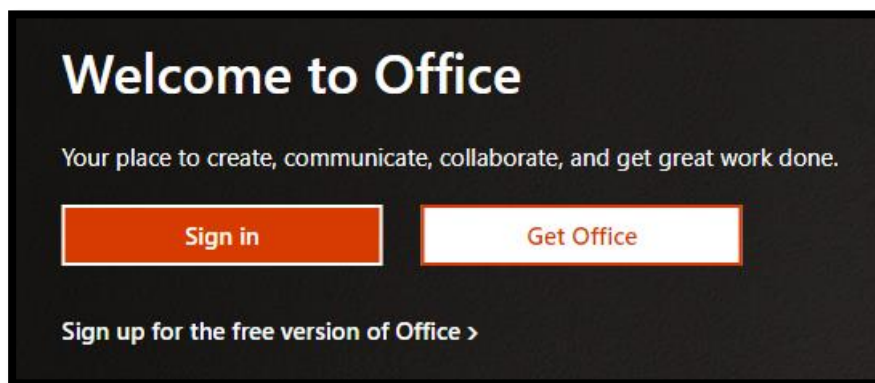 Welcome to Office
Your place to create, communicate, collaborate, and get great work done.
Sign in
Get Office
Sign up for the free version of Office >